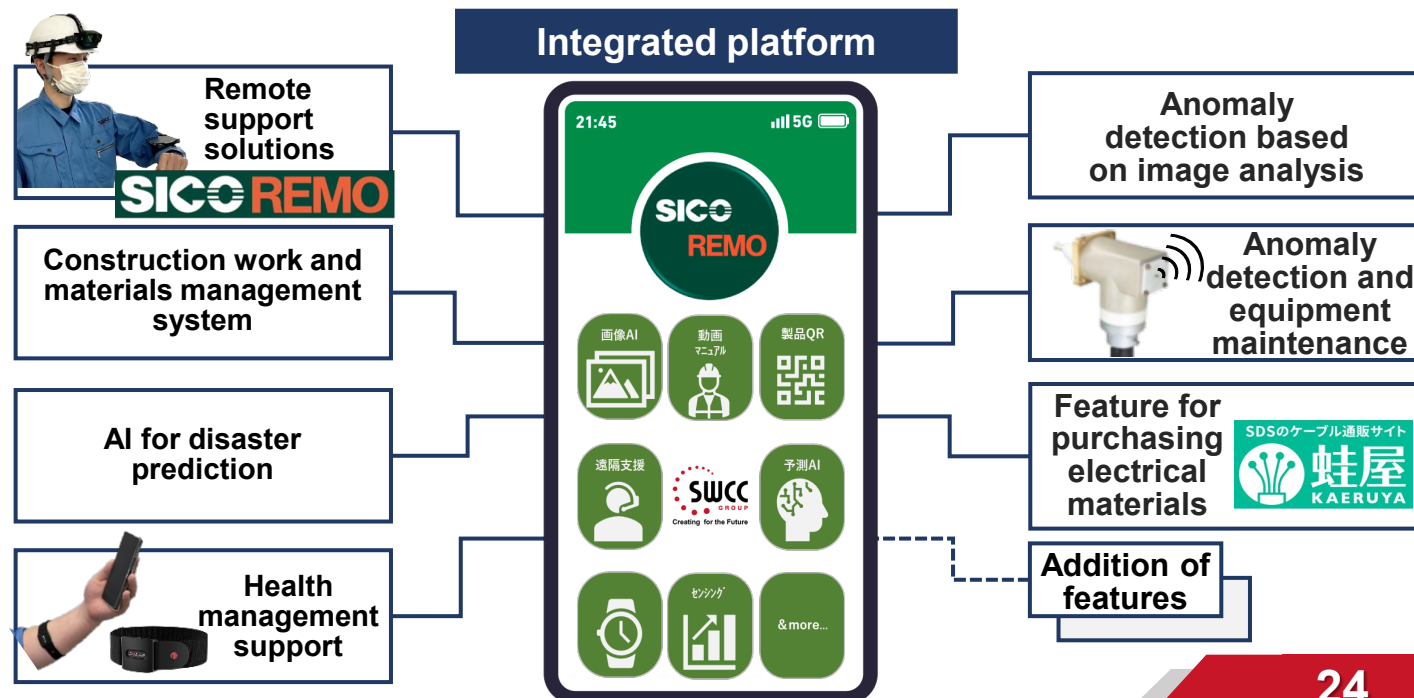 Integrated platform
Remote
support
solutions
SICO REMO
Construction work and
materials management
system
AI for disaster
prediction
Health
management
support
21:45
5G
SICO
REMO
画像AI
動画
マニュアル
製品QR
遠隔支援
SWCC
GROUP
Creating for the Future
予測AI
センシング
&more...
Anomaly
detection based
on image analysis
Anomaly
detection and
equipment
maintenance
Feature for
purchasing
electrical
materials
SDSのケーブル通販サイト
蛙屋
KAERUYA
Addition of
features
24